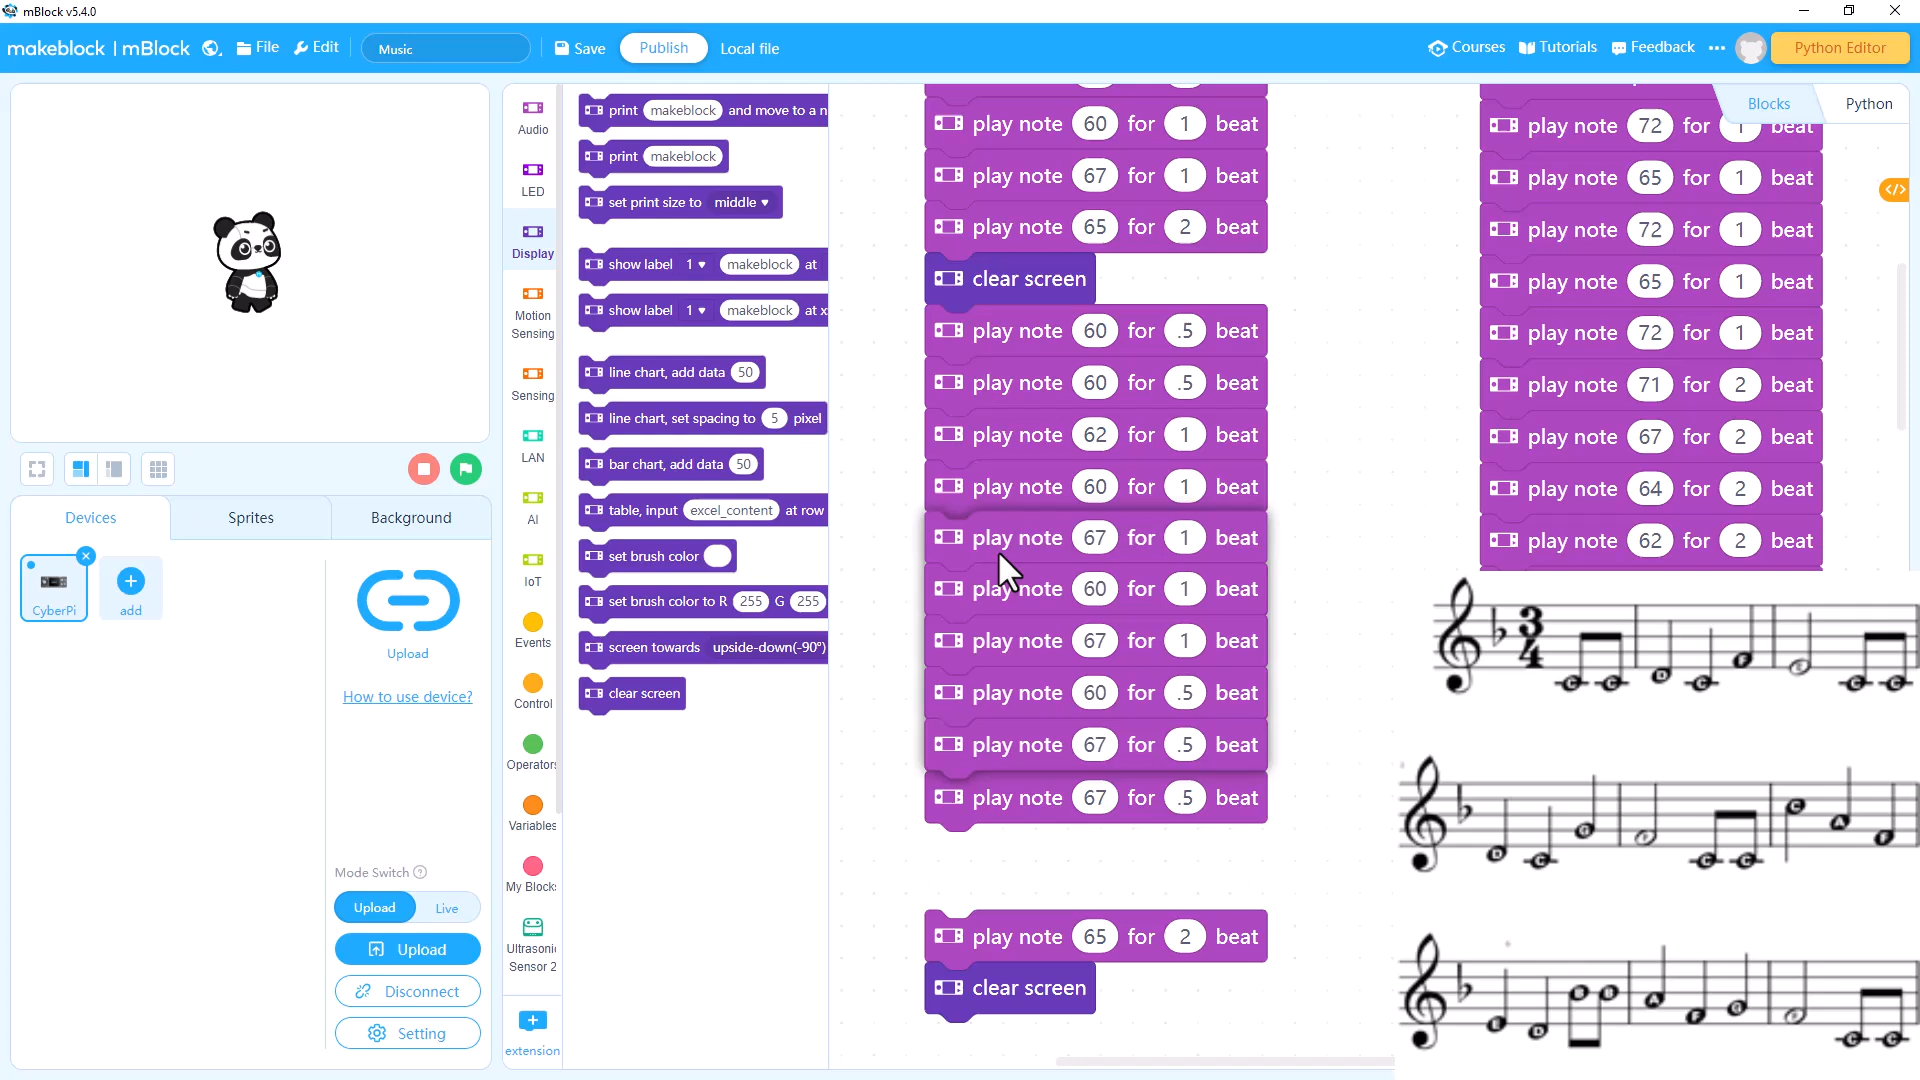 mBlock v5.4.0
makeblock | mBlock File Edit Music Save Publish Local file Courses Tutorials Feedback Python Editor
Audio
LED
Display
Motion
Sensing
Sensing
LAN
AI
IoT
Events
Control
Operators
Variables
My Blocks
Ultrasonic
Sensor 2
extension
print makeblock and move to a n
print makeblock
set print size to middle
show label 1 makeblock at
show label 1 makeblock at x
line chart, add data 50
line chart, set spacing to 5 pixel
bar chart, add data 50
table, input excel_content at row
set brush color
set brush color to R 255 G 255
screen towards upside-down(-90°)
clear screen
play note 60 for 1 beat
play note 67 for 1 beat
play note 65 for 2 beat
clear screen
play note 60 for .5 beat
play note 60 for .5 beat
play note 62 for 1 beat
play note 60 for 1 beat
play note 67 for 1 beat
play note 60 for 1 beat
play note 67 for 1 beat
play note 60 for .5 beat
play note 67 for .5 beat
play note 67 for .5 beat
play note 65 for 2 beat
clear screen
Blocks Python
</>
play note 72 for 1 beat
play note 65 for 1 beat
play note 72 for 1 beat
play note 65 for 1 beat
play note 72 for 1 beat
play note 71 for 2 beat
play note 67 for 2 beat
play note 64 for 2 beat
play note 62 for 2 beat
Devices Sprites Background
CyberPi
add
Upload
How to use device?
Mode Switch ?
Upload Live
Upload
Disconnect
Setting
3
4
C C D C F E C C
D C G F C C C A F
E D B B A F G F C C